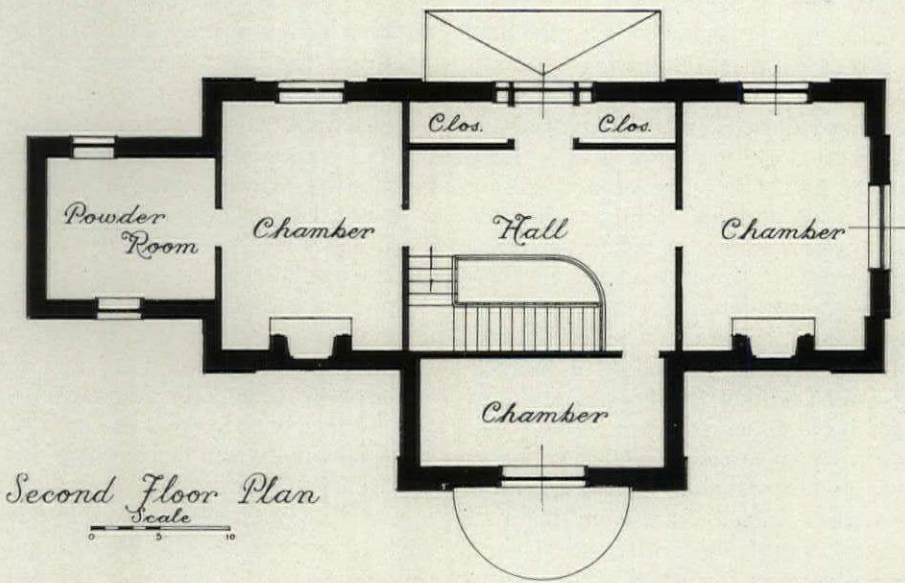 Clos.
Clos.
Powder
Room
Chamber
Hall
Chamber
Chamber
Second Floor Plan
Scale
0 5 10